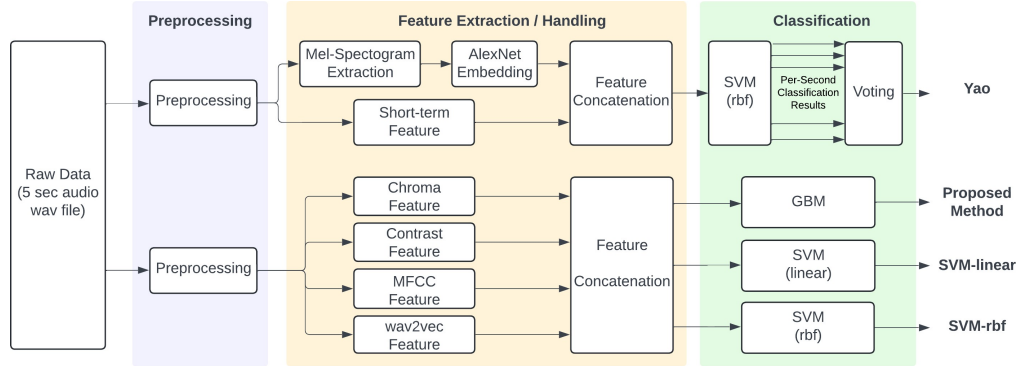 Preprocessing
Feature Extraction / Handling
Classification
Raw Data
(5 sec audio
wav file)
Preprocessing
Mel-Spectogram
Extraction
AlexNet
Embedding
Short-term
Feature
Feature
Concatenation
SVM
(rbf)
Per-Second
Classification
Results
Voting
Yao
Preprocessing
Chroma
Feature
Contrast
Feature
MFCC
Feature
wav2vec
Feature
Feature
Concatenation
GBM
Proposed
Method
SVM
(linear)
SVM-linear
SVM
(rbf)
SVM-rbf